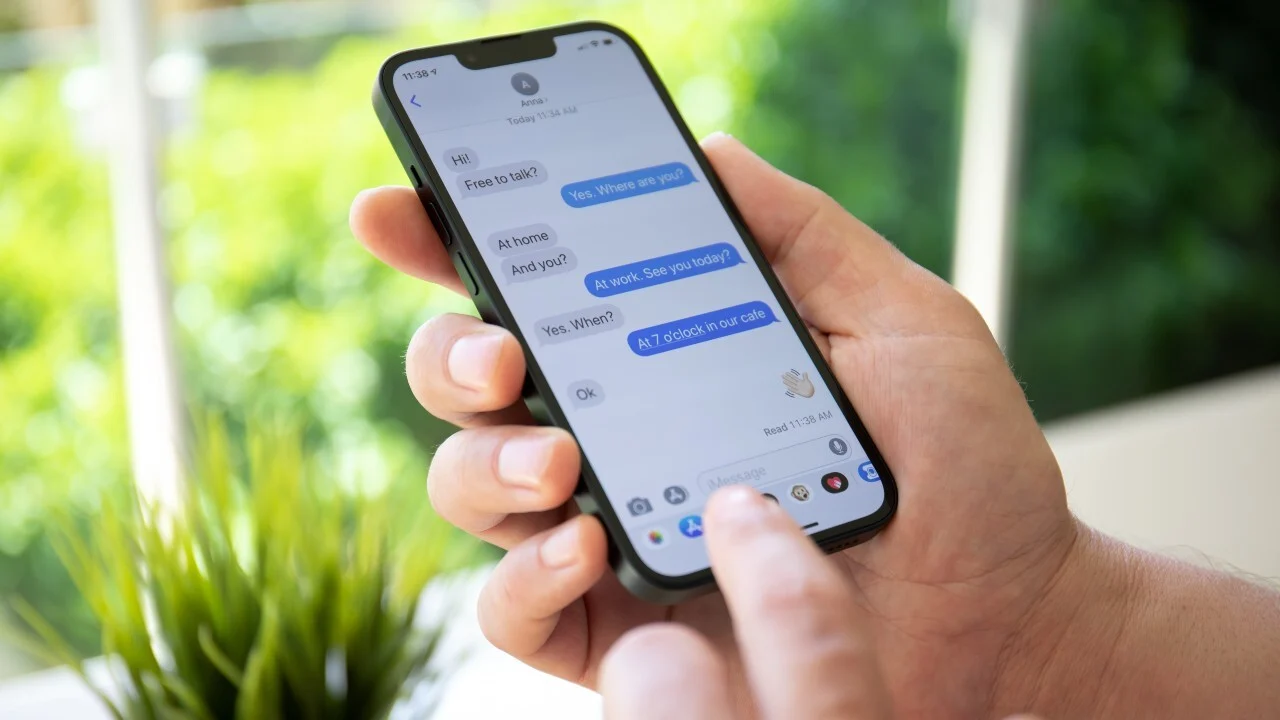 11:38
A
Anna
Today 11:34 AM
Hi!
Free to talk?
Yes. Where are you?
At home
And you?
At work. See you today?
Yes. When?
At 7 o'clock in our cafe
Ok
Read 11:38 AM
iMessage